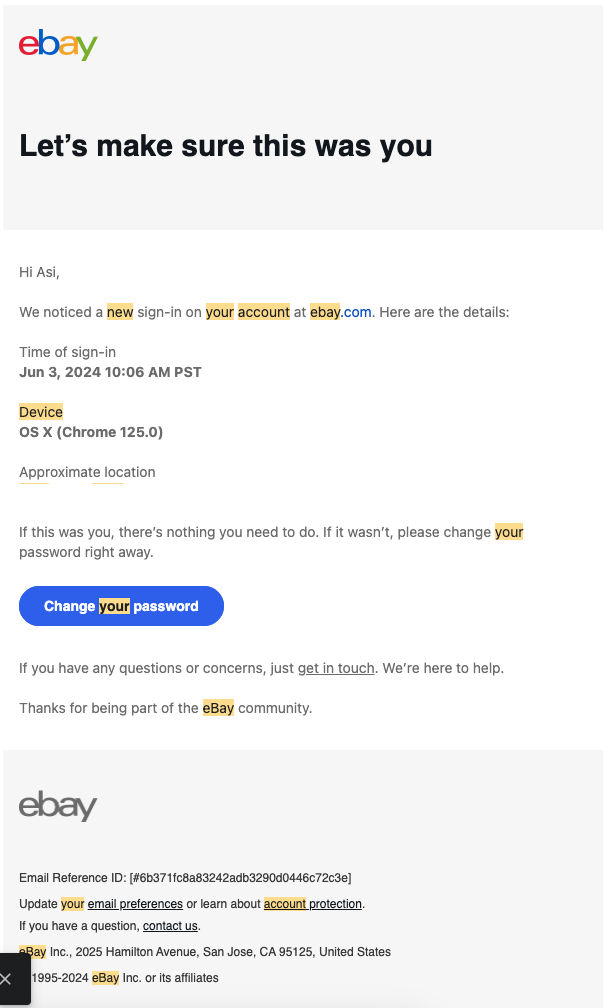 ebay
Let’s make sure this was you
Hi Asi,
We noticed a new sign-in on your account at ebay.com. Here are the details:
Time of sign-in
Jun 3, 2024 10:06 AM PST
Device
OS X (Chrome 125.0)
Approximate location
If this was you, there’s nothing you need to do. If it wasn’t, please change your
password right away.
Change your password
If you have any questions or concerns, just get in touch. We’re here to help.
Thanks for being part of the eBay community.
ebay
Email Reference ID: [#6b371fc8a83242adb3290d0446c72c3e]
Update your email preferences or learn about account protection.
If you have a question, contact us.
eBay Inc., 2025 Hamilton Avenue, San Jose, CA 95125, United States
1995-2024 eBay Inc. or its affiliates